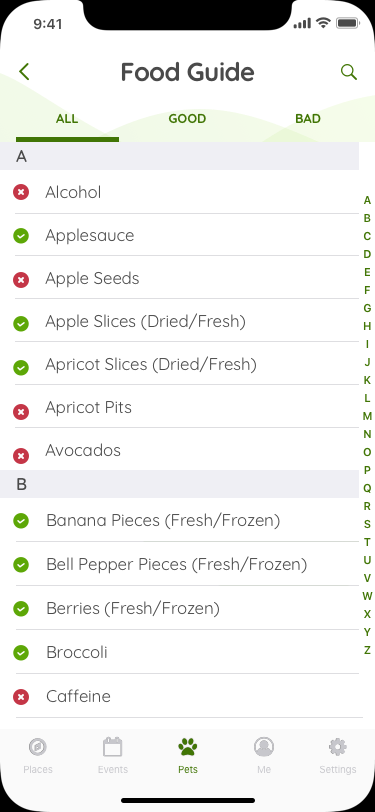 9:41
Food Guide
ALL GOOD BAD
A
Alcohol
Applesauce
Apple Seeds
Apple Slices (Dried/Fresh)
Apricot Slices (Dried/Fresh)
Apricot Pits
Avocados
B
Banana Pieces (Fresh/Frozen)
Bell Pepper Pieces (Fresh/Frozen)
Berries (Fresh/Frozen)
Broccoli
Caffeine
A
B
C
D
E
F
G
H
I
J
K
L
M
N
O
P
Q
R
S
T
U
V
W
X
Y
Z
Places Events Pets Me Settings